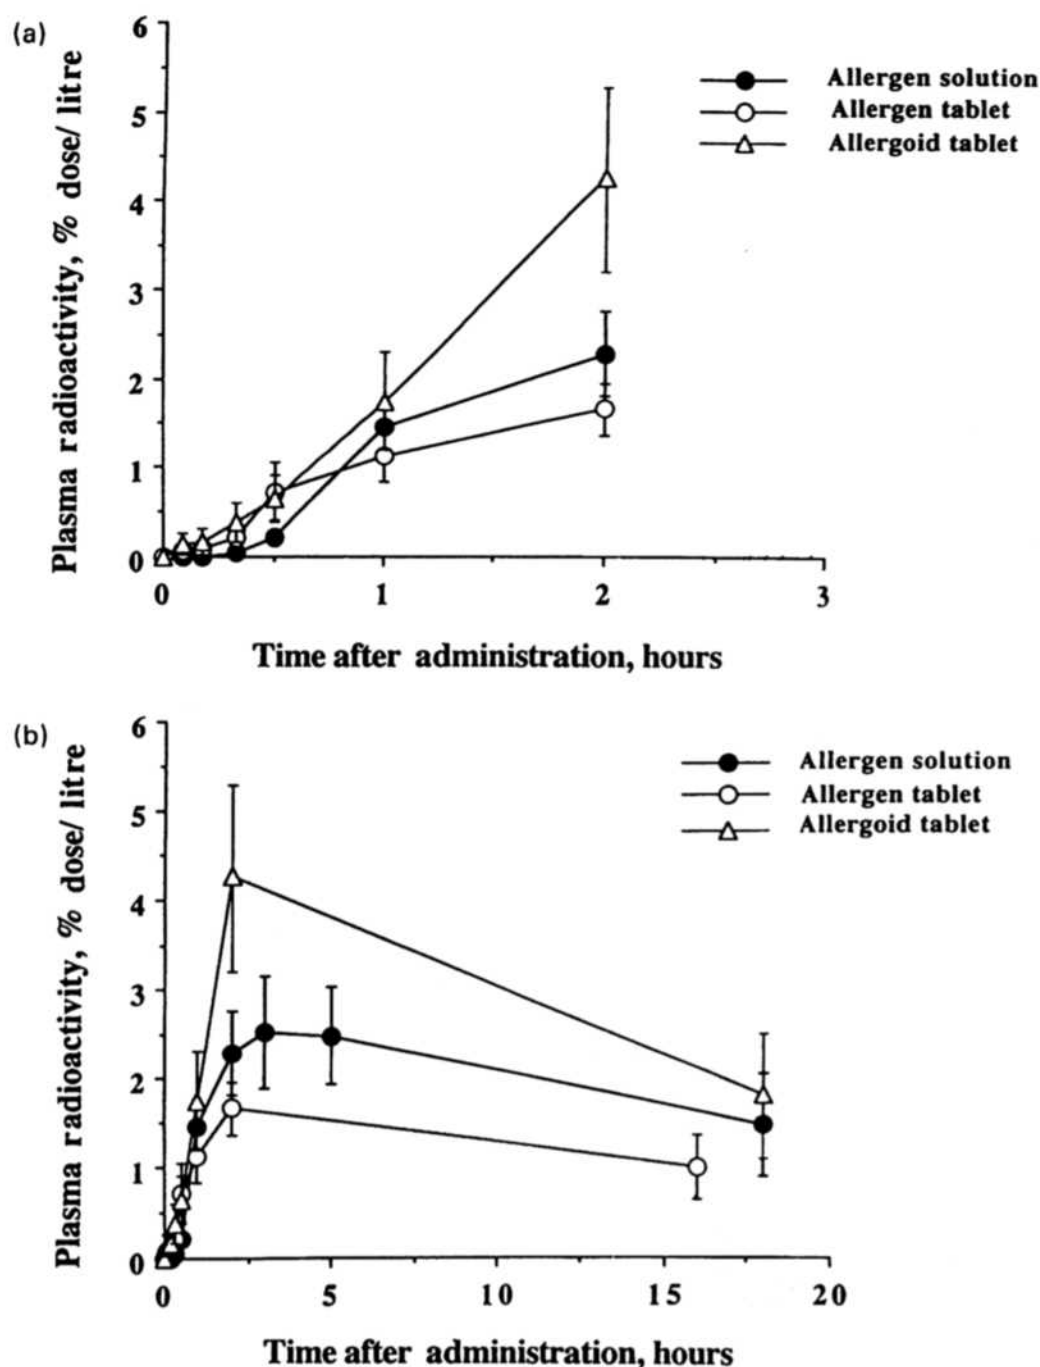 (a)
6
5
4
3
2
1
0
Plasma radioactivity, % dose/ litre
Allergen solution
Allergen tablet
Allergoid tablet
0 1 2 3
Time after administration, hours
(b)
6
5
4
3
2
1
0
Plasma radioactivity, % dose/ litre
Allergen solution
Allergen tablet
Allergoid tablet
0 5 10 15 20
Time after administration, hours